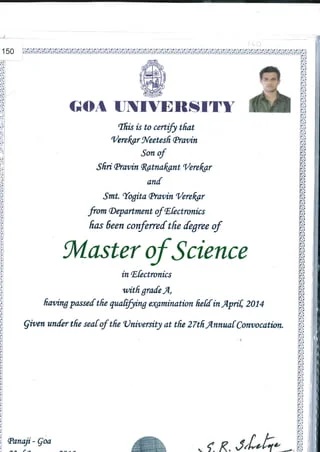 150
GOA UNIVERSITY
This is to certify that
Verekar Neetesh Pravin
Son of
Shri Pravin Ratnakant Verekar
and
Smt. Yogita Pravin Verekar
from Department of Electronics
has been conferred the degree of
Master of Science
in Electronics
with grade A,
having passed the qualifying examination held in April, 2014
Given under the seal of the University at the 27th Annual Convocation.
Panaji - Goa